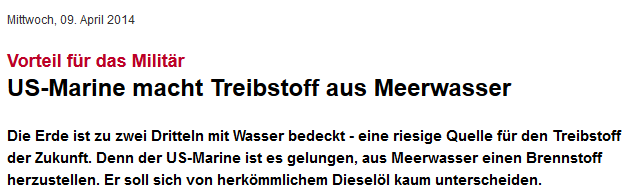 Mittwoch, 09. April 2014
Vorteil für das Militär
US-Marine macht Treibstoff aus Meerwasser
Die Erde ist zu zwei Dritteln mit Wasser bedeckt - eine riesige Quelle für den Treibstoff
der Zukunft. Denn der US-Marine ist es gelungen, aus Meerwasser einen Brennstoff
herzustellen. Er soll sich von herkömmlichem Dieselöl kaum unterscheiden.